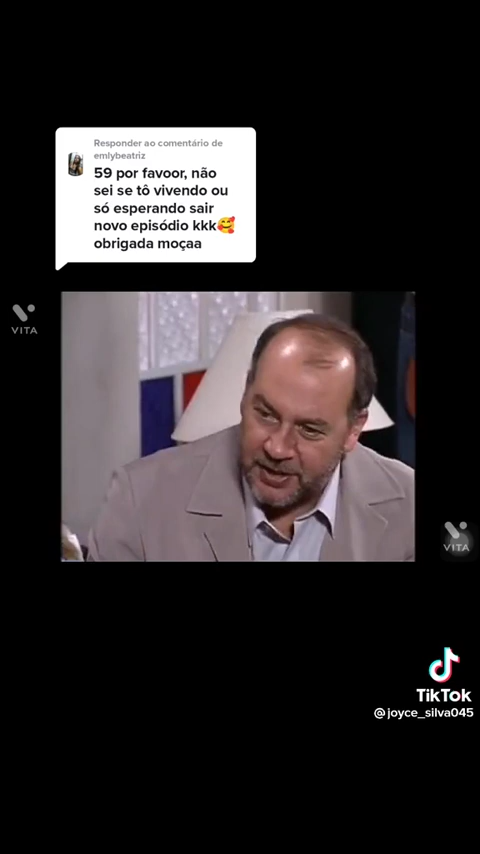 Responder ao comentário de
emlybeatriz
59 por favoor, não
sei se tô vivendo ou
só esperando sair
novo episódio kkk🥰
obrigada moçaa
VITA
VITA
TikTok
@joyce_silva045